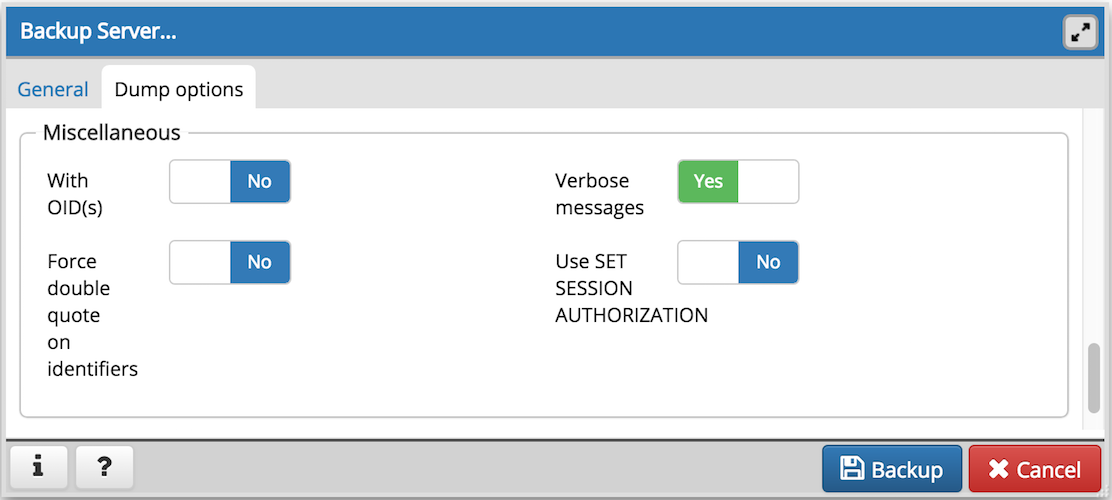 Backup Server...
General
Dump options
Miscellaneous
With
OID(s)
No
Verbose
messages
Yes
Force
double
quote
on
identifiers
No
Use SET
SESSION
AUTHORIZATION
No
i
?
Backup
Cancel